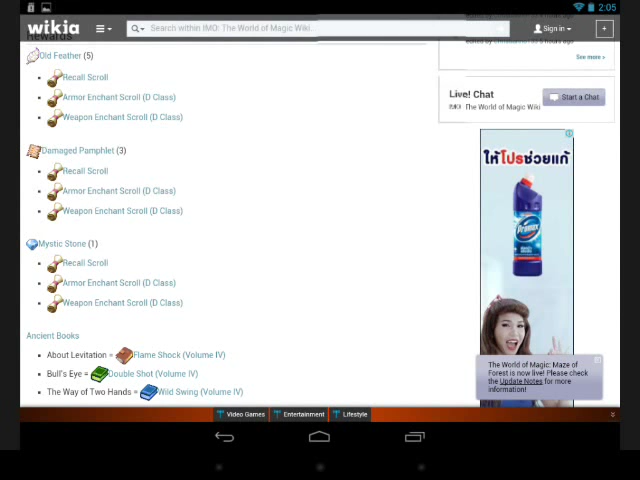 2:05
wikia
Search within IMO: The World of Magic Wiki.
Sign in
Rewards
Old Feather (5)
Recall Scroll
Armor Enchant Scroll (D Class)
Weapon Enchant Scroll (D Class)
Damaged Pamphlet (3)
Recall Scroll
Armor Enchant Scroll (D Class)
Weapon Enchant Scroll (D Class)
Mystic Stone (1)
Recall Scroll
Armor Enchant Scroll (D Class)
Weapon Enchant Scroll (D Class)
Ancient Books
About Levitation = Flame Shock (Volume IV)
Bull's Eye = Double Shot (Volume IV)
The Way of Two Hands = Wild Swing (Volume IV)
See more »
Live! Chat
IMO: The World of Magic Wiki
Start a Chat
ให้โปรช่วยแก้
The World of Magic: Maze of
Forest is now live! Please check
the Update Notes for more
information!
Video Games
Entertainment
Lifestyle